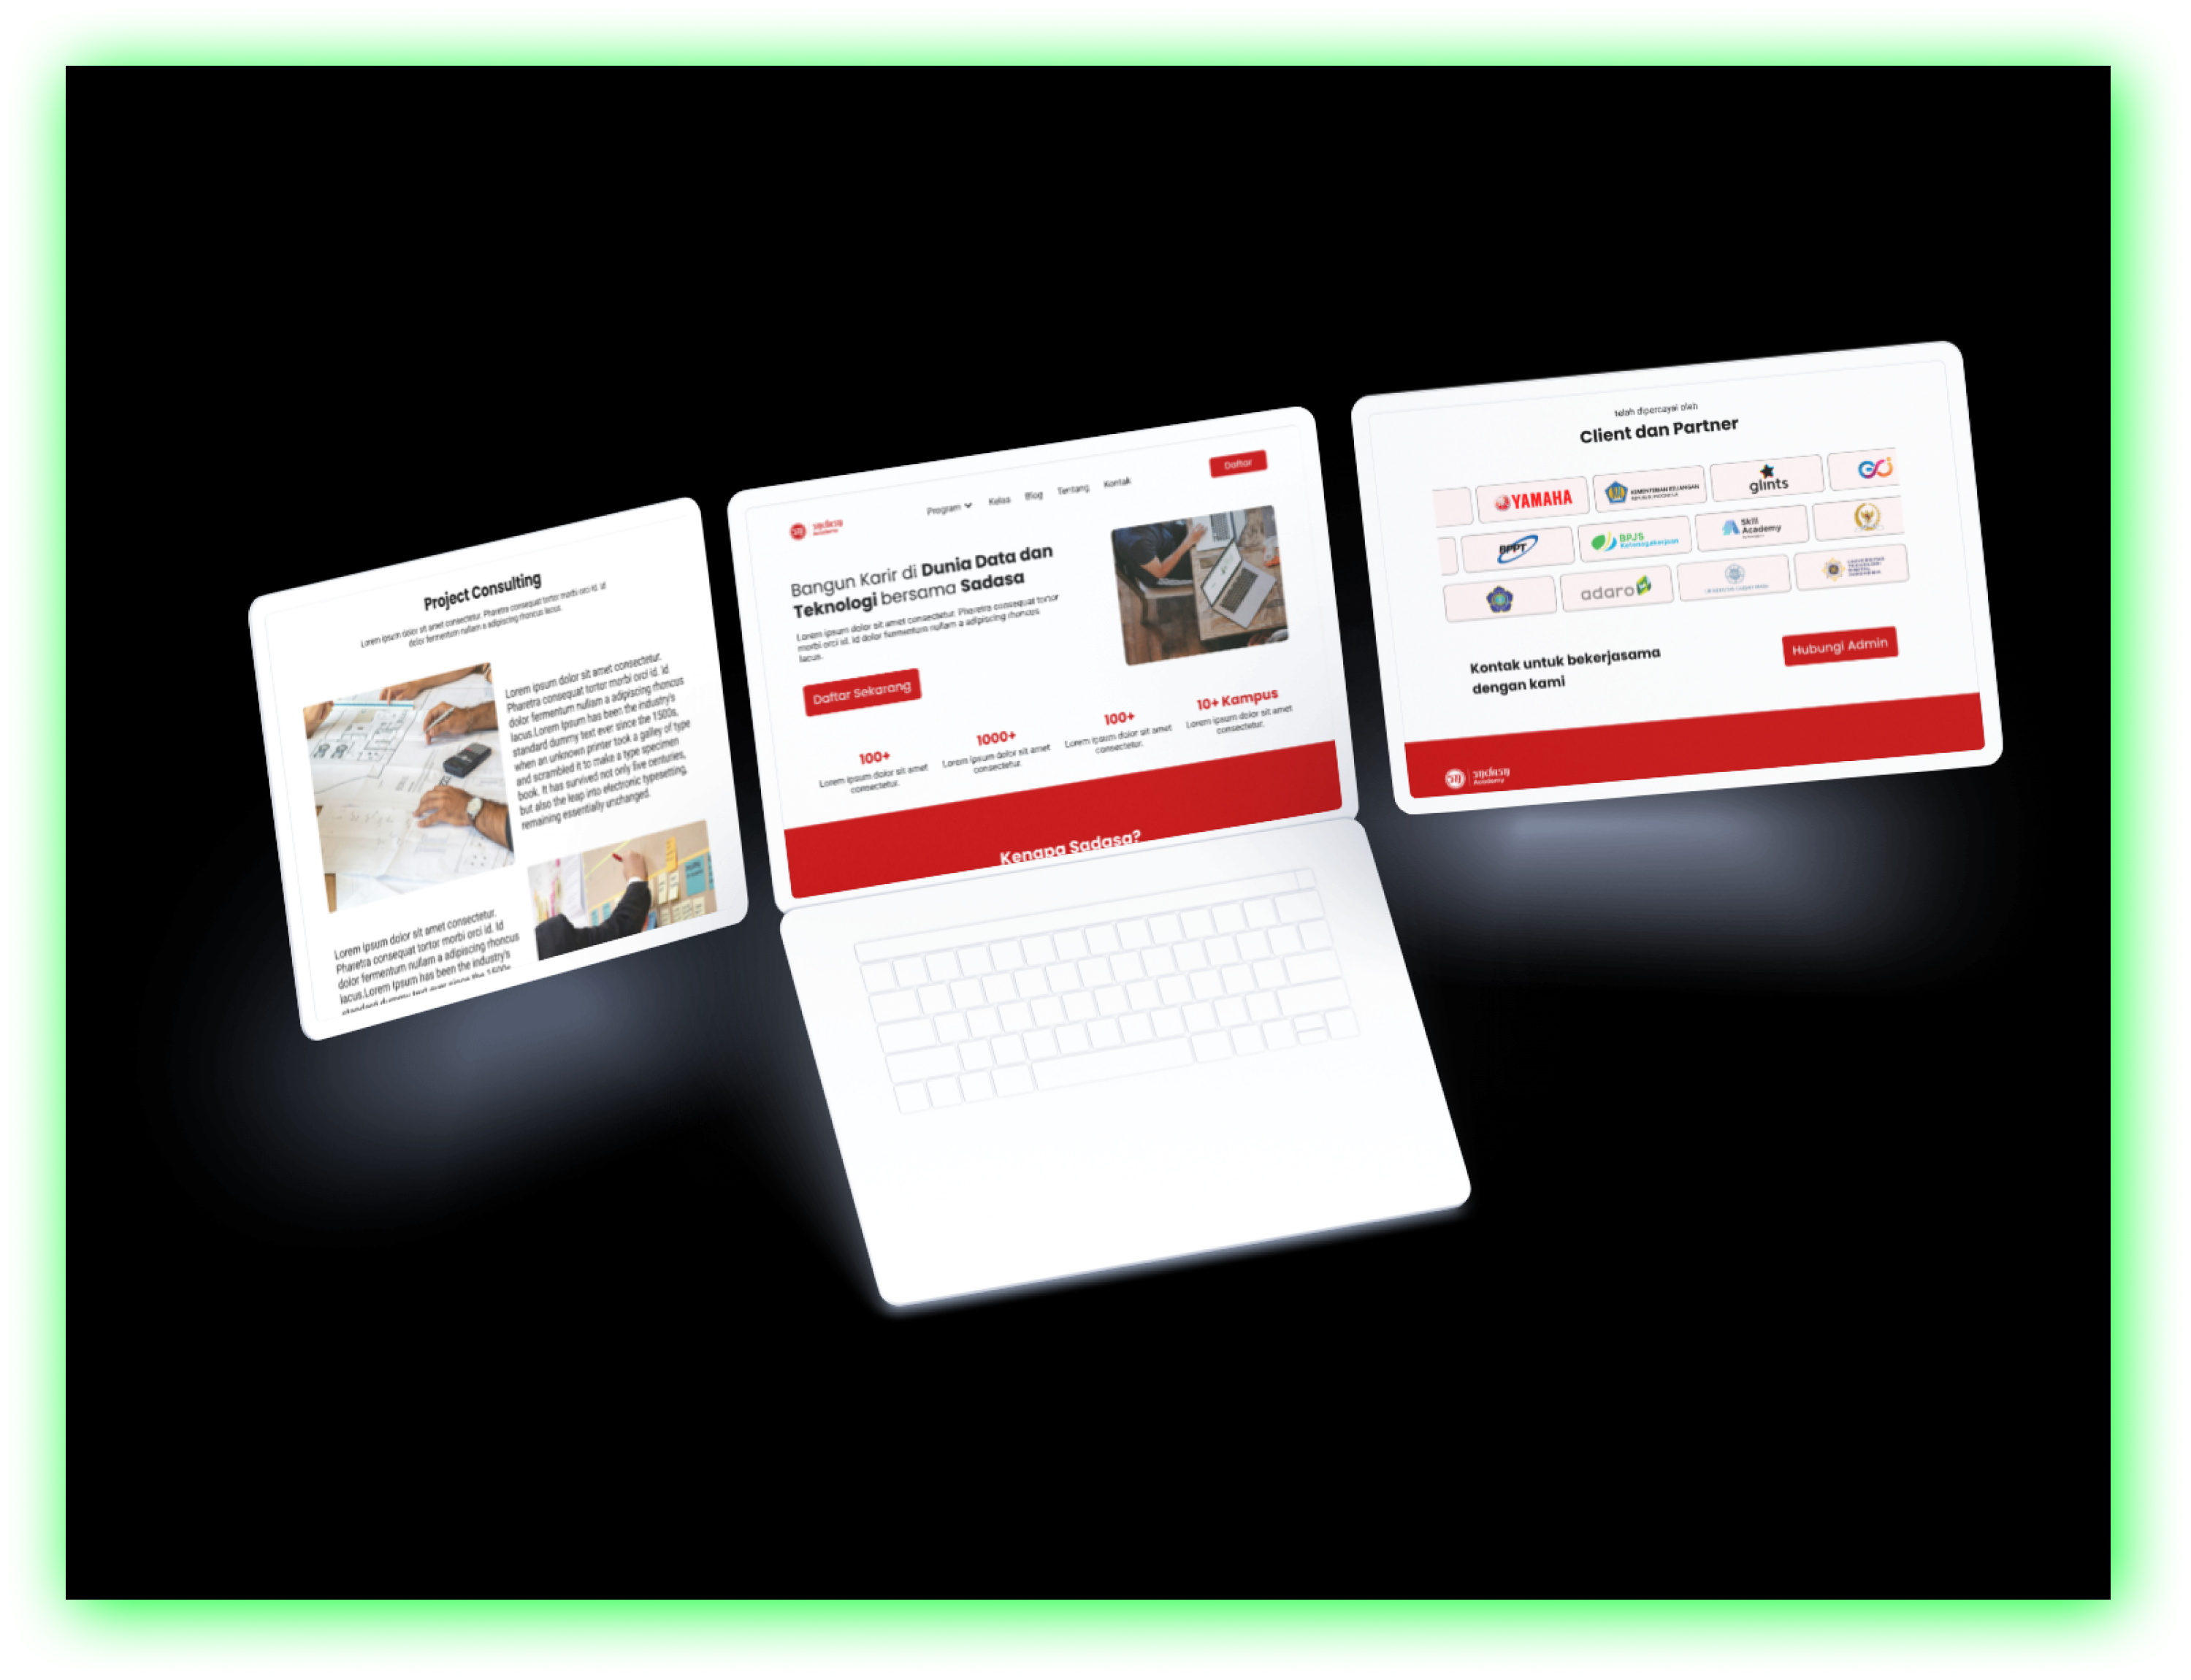 Project Consulting
Lorem ipsum dolor sit amet consectetur. Pharetra consequat tortor morbi orci id. Id
dolor fermentum nullam a adipiscing rhoncus lacus.
Lorem ipsum dolor sit amet consectetur.
Pharetra consequat tortor morbi orci id. Id
dolor fermentum nullam a adipiscing rhoncus
lacus.Lorem Ipsum has been the industry's
standard dummy text ever since the 1500s,
when an unknown printer took a galley of type
and scrambled it to make a type specimen
book. It has survived not only five centuries,
but also the leap into electronic typesetting,
remaining essentially unchanged.
Lorem ipsum dolor sit amet consectetur.
Pharetra consequat tortor morbi orci id. Id
dolor fermentum nullam a adipiscing rhoncus
lacus.Lorem Ipsum has been the industry's
standard dummy text ever since the 1500s,
sadasa
Academy
Program
Kelas
Blog
Tentang
Kontak
Daftar
Bangun Karir di Dunia Data dan
Teknologi bersama Sadasa
Lorem ipsum dolor sit amet consectetur. Pharetra consequat tortor
morbi orci id. Id dolor fermentum nullam a adipiscing rhoncus
lacus.
Daftar Sekarang
100+
Lorem ipsum dolor sit amet
consectetur.
1000+
Lorem ipsum dolor sit amet
consectetur.
100+
Lorem ipsum dolor sit amet
consectetur.
10+ Kampus
Lorem ipsum dolor sit amet
consectetur.
Kenapa Sadasa?
telah dipercayai oleh
Client dan Partner
YAMAHA
KEMENTERIAN KEUANGAN
REPUBLIK INDONESIA
glints
BPPT
BPJS
Ketenagakerjaan
Skill
Academy
adaro
UNIVERSITAS
TEKNOLOGI
DIGITAL
INDONESIA
Kontak untuk bekerjasama
dengan kami
Hubungi Admin
sadasa
Academy